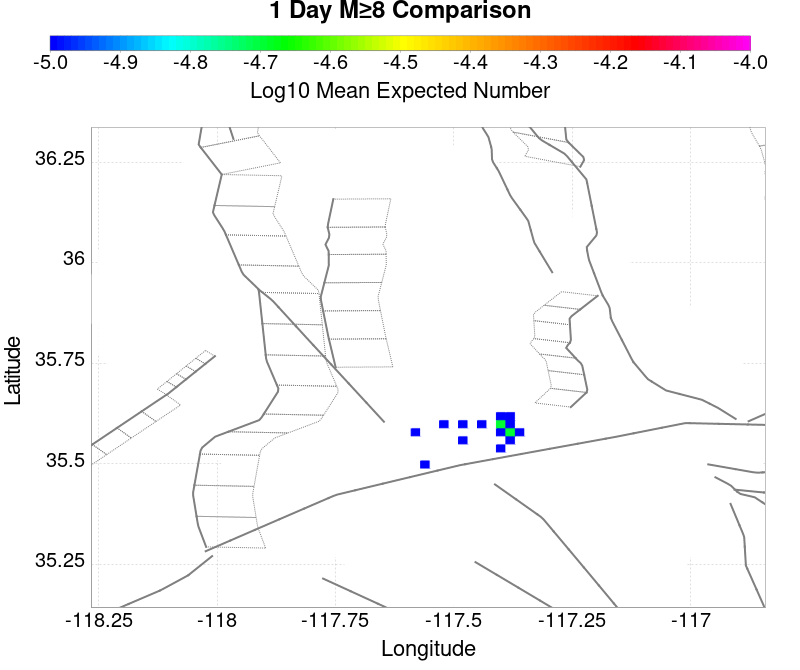 1 Day M≥8 Comparison
-5.0 -4.9 -4.8 -4.7 -4.6 -4.5 -4.4 -4.3 -4.2 -4.1 -4.0
Log10 Mean Expected Number
36.25
36
35.75
35.5
35.25
Latitude
-118.25 -118 -117.75 -117.5 -117.25 -117
Longitude